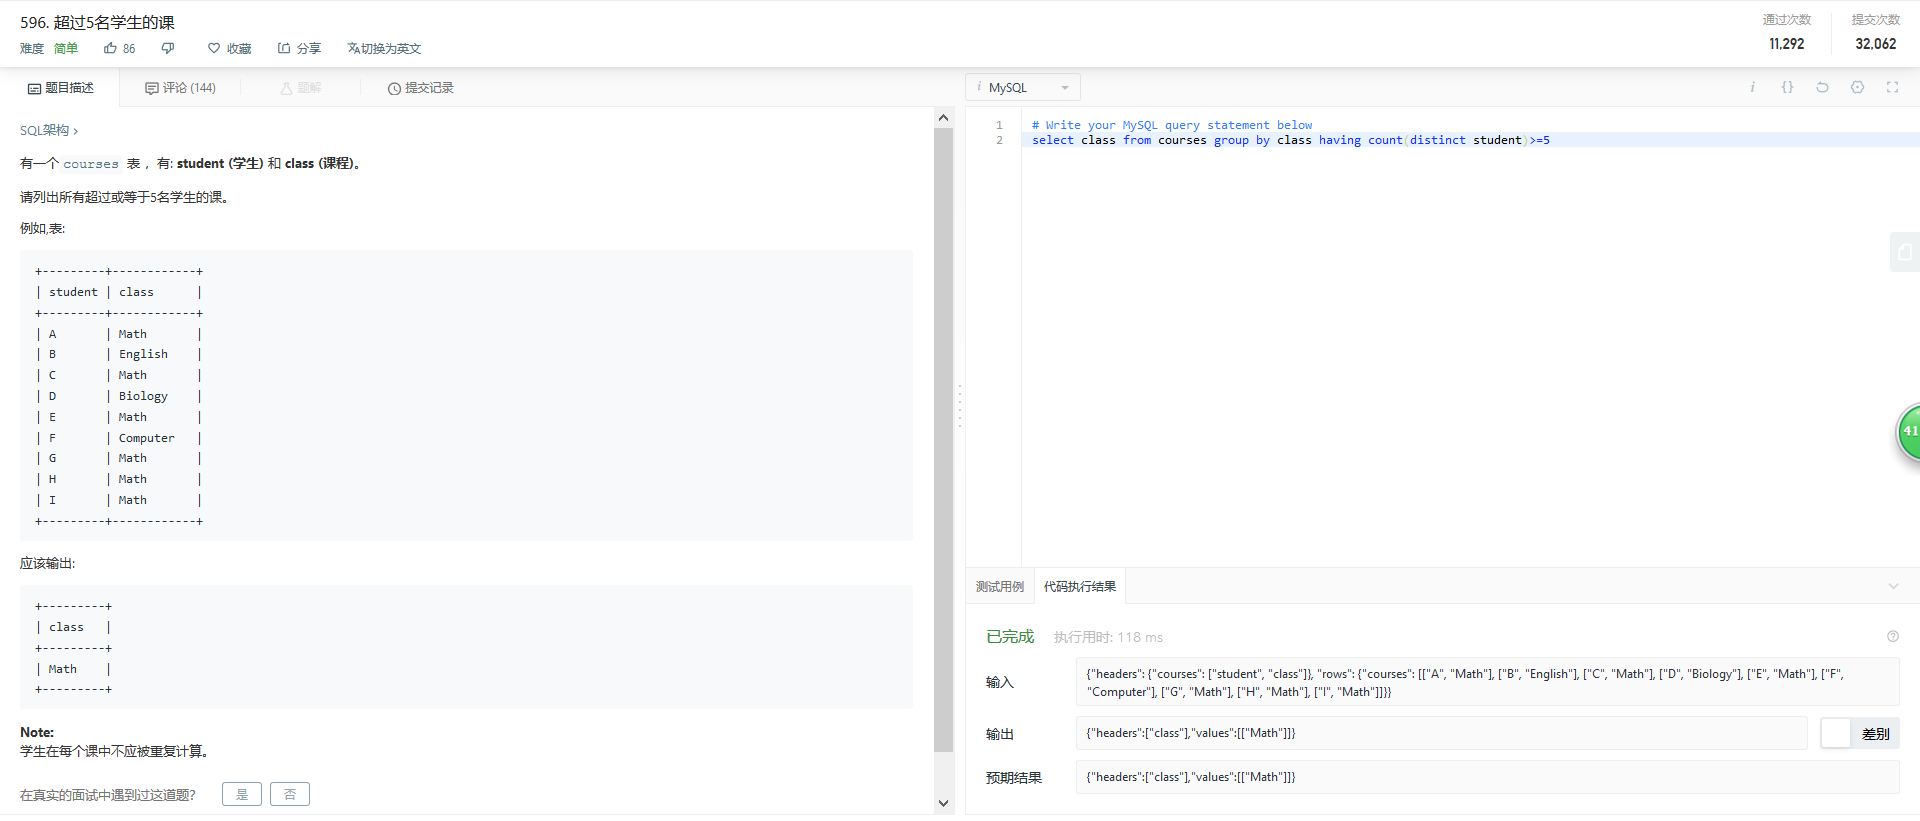 596. 超过5名学生的课
难度 简单 86 收藏 分享 切换为英文
通过次数 提交次数
11,292 32,062
题目描述 评论 (144) 题解 提交记录
SQL架构 ›
有一个 courses 表 ，有: student (学生) 和 class (课程)。
请列出所有超过或等于5名学生的课。
例如,表:
+---------+------------+
| student | class      |
+---------+------------+
| A       | Math       |
| B       | English    |
| C       | Math       |
| D       | Biology    |
| E       | Math       |
| F       | Computer   |
| G       | Math       |
| H       | Math       |
| I       | Math       |
+---------+------------+
应该输出:
+---------+
| class   |
+---------+
| Math    |
+---------+
Note:
学生在每个课中不应被重复计算。
在真实的面试中遇到过这道题？ 是 否
i MySQL
i {}
1 # Write your MySQL query statement below
2 select class from courses group by class having count(distinct student)>=5
41
测试用例 代码执行结果
已完成 执行用时: 118 ms
输入
{"headers": {"courses": ["student", "class"]}, "rows": {"courses": [["A", "Math"], ["B", "English"], ["C", "Math"], ["D", "Biology"], ["E", "Math"], ["F",
"Computer"], ["G", "Math"], ["H", "Math"], ["I", "Math"]]}}
输出 {"headers":["class"],"values":[["Math"]]} 差别
预期结果 {"headers":["class"],"values":[["Math"]]}